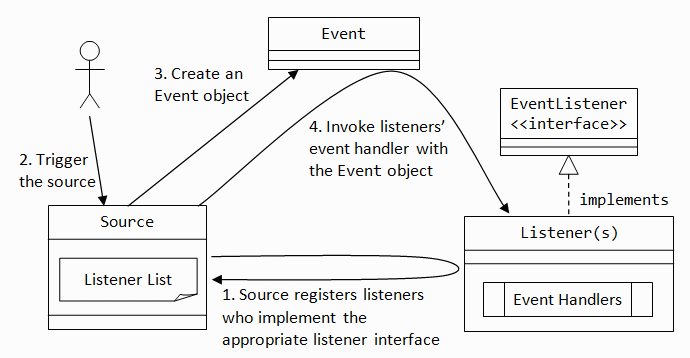 Event
3. Create an
Event object
EventListener
<<interface>>
4. Invoke listeners’
event handler with
the Event object
2. Trigger
the source
implements
Source
Listener(s)
Listener List
Event Handlers
1. Source registers listeners
who implement the
appropriate listener interface